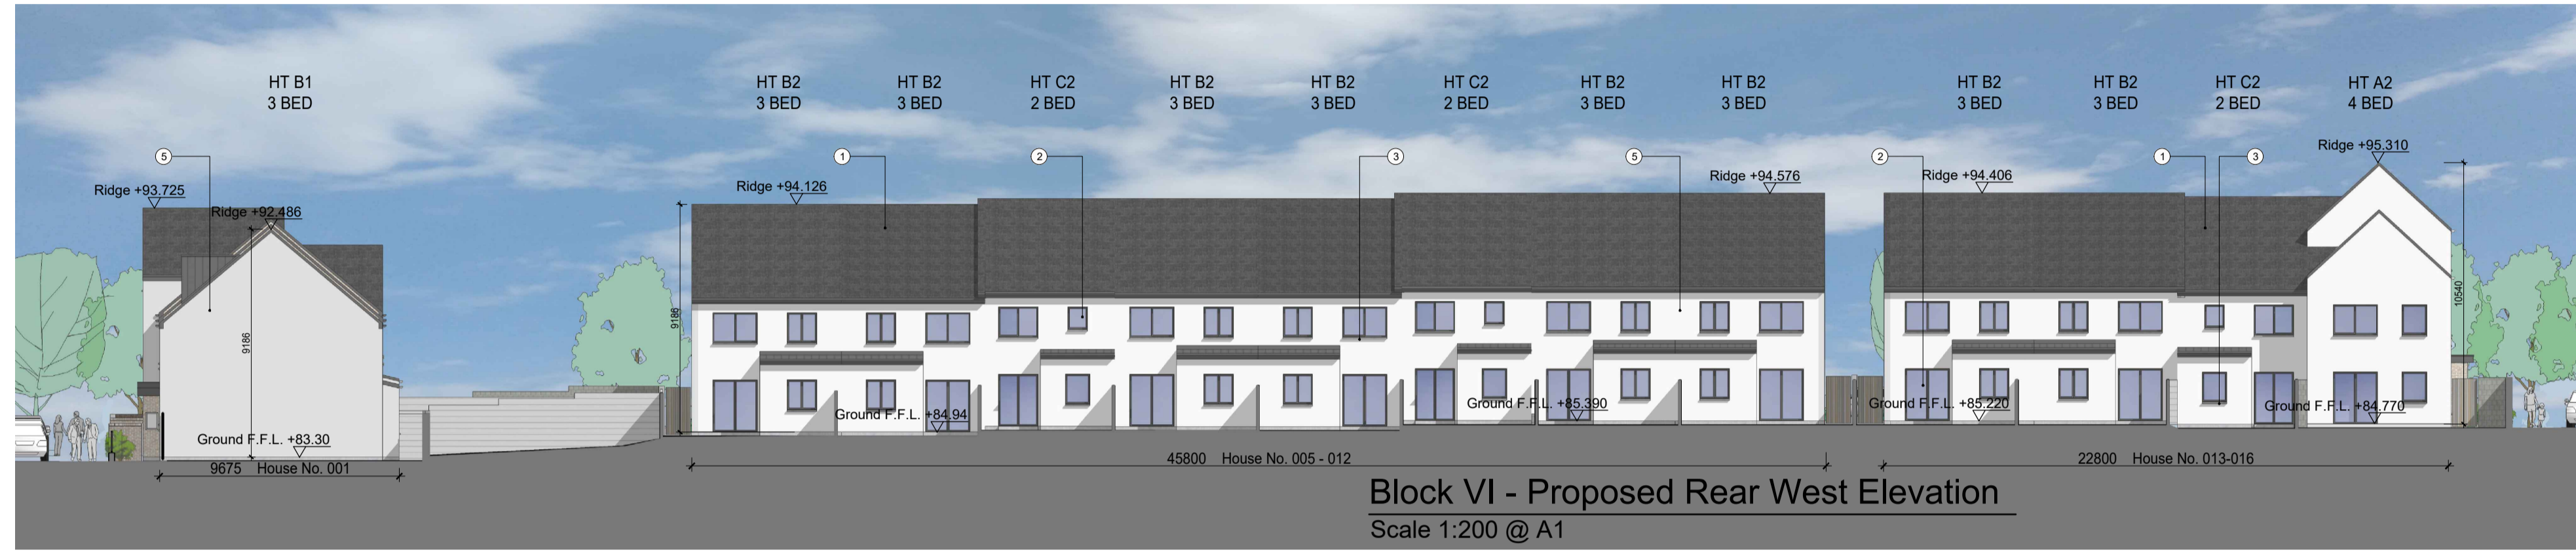 HT B1
3 BED
HT B2
3 BED
HT B2
3 BED
HT C2
2 BED
HT B2
3 BED
HT B2
3 BED
HT C2
2 BED
HT B2
3 BED
HT B2
3 BED
HT B2
3 BED
HT B2
3 BED
HT C2
2 BED
HT A2
4 BED
5
1
2
3
5
2
1
3
Ridge +93.725
Ridge +92.486
Ridge +94.126
Ridge +94.576
Ridge +94.406
Ridge +95.310
9186
9186
10540
Ground F.F.L. +83.30
Ground F.F.L. +84.94
Ground F.F.L. +85.390
Ground F.F.L. +85.220
Ground F.F.L. +84.770
9675 House No. 001
45800 House No. 005 - 012
22800 House No. 013-016
Block VI - Proposed Rear West Elevation
Scale 1:200 @ A1